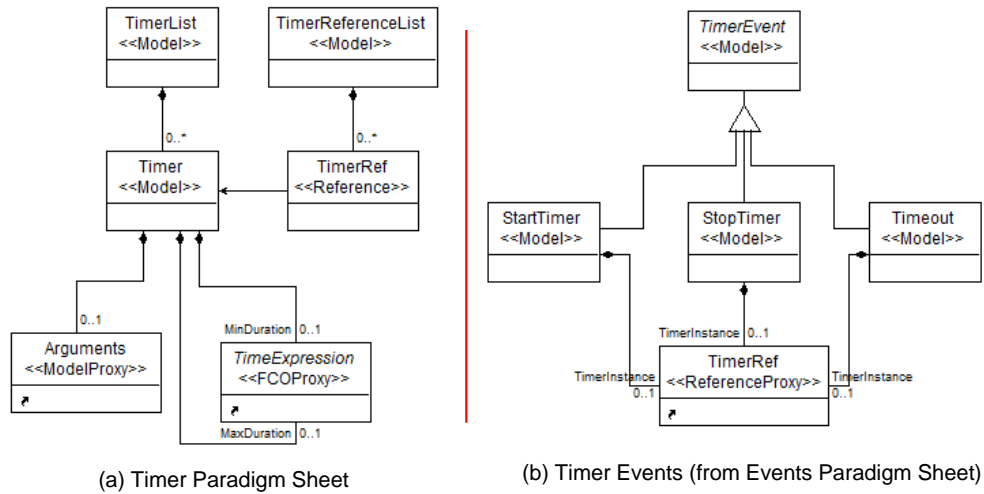 TimerList
<<Model>>
TimerReferenceList
<<Model>>
0..*
0..*
Timer
<<Model>>
TimerRef
<<Reference>>
0..1
MinDuration 0..1
Arguments
<<ModelProxy>>
TimeExpression
<<FCOProxy>>
MaxDuration 0..1
(a) Timer Paradigm Sheet
TimerEvent
<<Model>>
StartTimer
<<Model>>
StopTimer
<<Model>>
Timeout
<<Model>>
TimerInstance 0..1
TimerInstance
0..1
TimerRef
<<ReferenceProxy>>
TimerInstance
0..1
(b) Timer Events (from Events Paradigm Sheet)